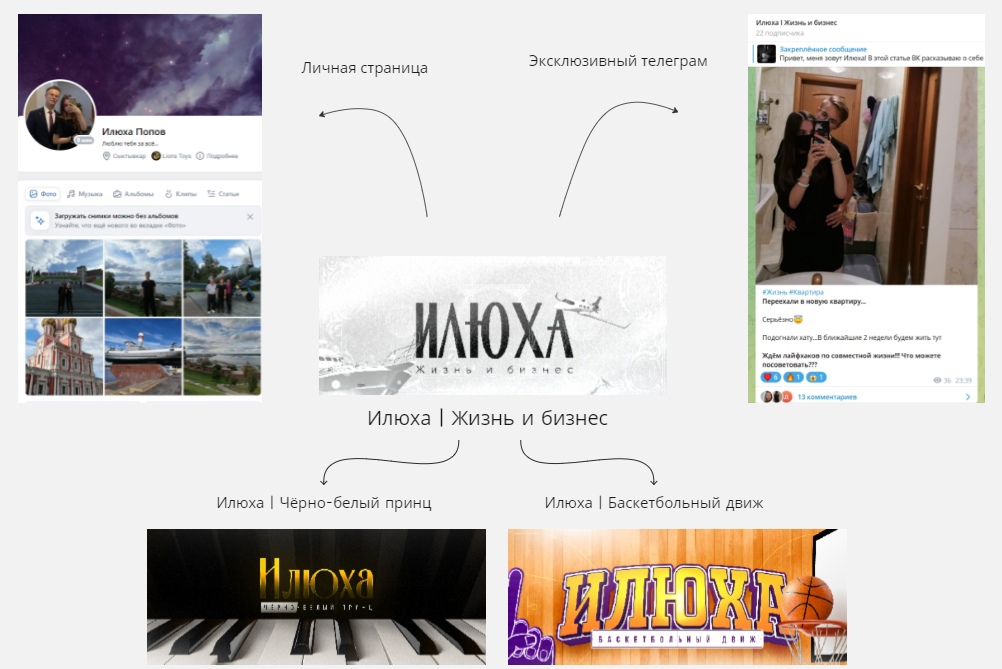 Илюха Попов
Люблю тебя за всё...
Сыктывкар Liora Toys Подробнее
Фото Музыка Альбомы Клипы Статьи
Загружать снимки можно без альбомов
Узнайте, что ещё нового во вкладке «Фото»
Личная страница
Эксклюзивный телеграм
Илюха I Жизнь и бизнес
22 подписчика
Закреплённое сообщение
Привет, меня зовут Илюха! В этой статье ВК расказываю о себе
#Жизнь #Квартира
Переехали в новую квартиру...
Серьёзно😇
Подогнали хату...В ближайшие 2 недели будем жить тут
Ждём лайфхаков по совместной жизни!!! Что можете
посоветовать???
6 1 1
36 23:39
13 комментариев
ИЛЮХА
Жизнь и бизнес
Илюха | Жизнь и бизнес
Илюха | Чёрно-белый принц
Илюха | Баскетбольный движ
Илюха
ЧЕРНО-БЕЛЫЙ ПРИНЦ
ИЛЮХА
БАСКЕТБОЛЬНЫЙ ДВИЖ